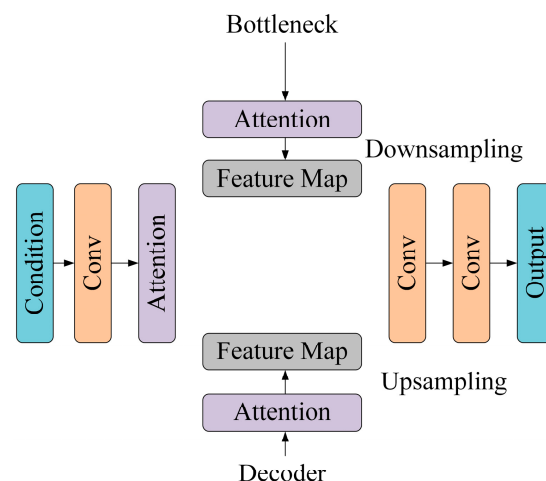 Bottleneck
Attention
Downsampling
Feature Map
Condition
Conv
Attention
Conv
Conv
Output
Feature Map
Upsampling
Attention
Decoder